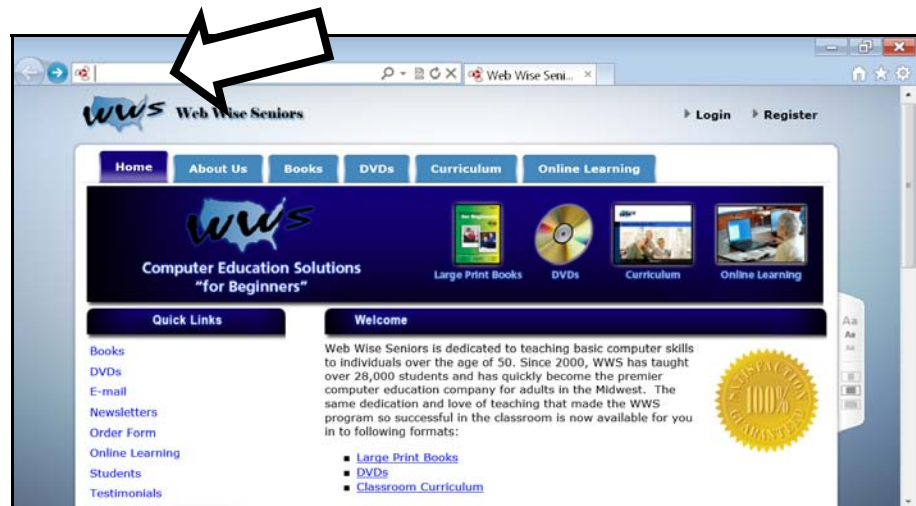 Web Wise Seni...
wws Web Wise Seniors
Login Register
Home About Us Books DVDs Curriculum Online Learning
wws
Computer Education Solutions
"for Beginners"
Large Print Books DVDs Curriculum Online Learning
Quick Links
Books
DVDs
E-mail
Newsletters
Order Form
Online Learning
Students
Testimonials
Welcome
Web Wise Seniors is dedicated to teaching basic computer skills
to individuals over the age of 50. Since 2000, WWS has taught
over 28,000 students and has quickly become the premier
computer education company for adults in the Midwest. The
same dedication and love of teaching that made the WWS
program so successful in the classroom is now available for you
in to following formats:
Large Print Books
DVDs
Classroom Curriculum
SATISFACTION
100%
GUARANTEED
Aa
Aa
Aa